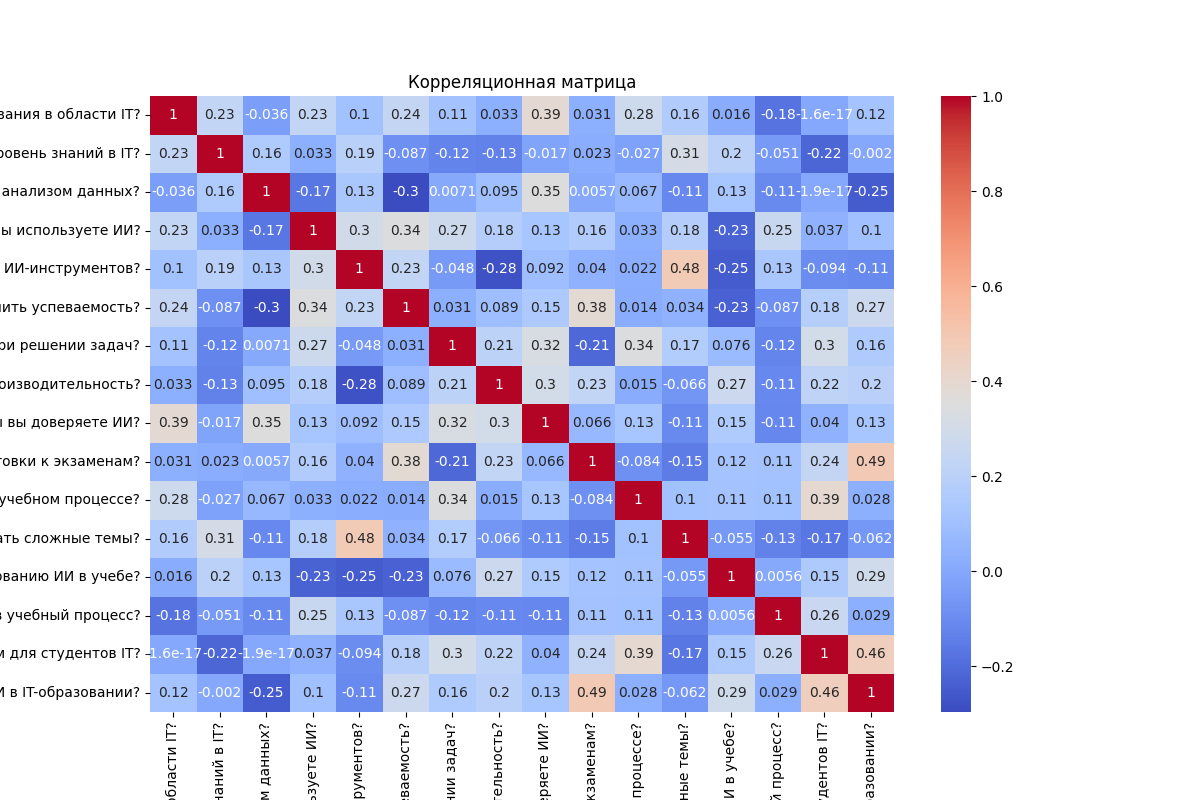 Корреляционная матрица
вания в области IT? 1 0.23 -0.036 0.23 0.1 0.24 0.11 0.033 0.39 0.031 0.28 0.16 0.016 -0.18 -1.6e-17 0.12
ровень знаний в IT? 0.23 1 0.16 0.033 0.19 -0.087 -0.12 -0.13 -0.017 0.023 -0.027 0.31 0.2 -0.051 -0.22 -0.002
анализом данных? -0.036 0.16 1 -0.17 0.13 -0.3 0.0071 0.095 0.35 0.0057 0.067 -0.11 0.13 -0.11 -1.9e-17 -0.25
ы используете ИИ? 0.23 0.033 -0.17 1 0.3 0.34 0.27 0.18 0.13 0.16 0.033 0.18 -0.23 0.25 0.037 0.1
ИИ-инструментов? 0.1 0.19 0.13 0.3 1 0.23 -0.048 -0.28 0.092 0.04 0.022 0.48 -0.25 0.13 -0.094 -0.11
чить успеваемость? 0.24 -0.087 -0.3 0.34 0.23 1 0.031 0.089 0.15 0.38 0.014 0.034 -0.23 -0.087 0.18 0.27
ри решении задач? 0.11 -0.12 0.0071 0.27 -0.048 0.031 1 0.21 0.32 -0.21 0.34 0.17 0.076 -0.12 0.3 0.16
оизводительность? 0.033 -0.13 0.095 0.18 -0.28 0.089 0.21 1 0.3 0.23 0.015 -0.066 0.27 -0.11 0.22 0.2
ы вы доверяете ИИ? 0.39 -0.017 0.35 0.13 0.092 0.15 0.32 0.3 1 0.066 0.13 -0.11 0.15 -0.11 0.04 0.13
товки к экзаменам? 0.031 0.023 0.0057 0.16 0.04 0.38 -0.21 0.23 0.066 1 -0.084 -0.15 0.12 0.11 0.24 0.49
учебном процессе? 0.28 -0.027 0.067 0.033 0.022 0.014 0.34 0.015 0.13 -0.084 1 0.1 0.11 0.11 0.39 0.028
ать сложные темы? 0.16 0.31 -0.11 0.18 0.48 0.034 0.17 -0.066 -0.11 -0.15 0.1 1 -0.055 -0.13 -0.17 -0.062
ованию ИИ в учебе? 0.016 0.2 0.13 -0.23 -0.25 -0.23 0.076 0.27 0.15 0.12 0.11 -0.055 1 0.0056 0.15 0.29
в учебный процесс? -0.18 -0.051 -0.11 0.25 0.13 -0.087 -0.12 -0.11 -0.11 0.11 0.11 -0.13 0.0056 1 0.26 0.029
м для студентов IT? -1.6e-17 -0.22 -1.9e-17 0.037 -0.094 0.18 0.3 0.22 0.04 0.24 0.39 -0.17 0.15 0.26 1 0.46
И в IT-образовании? 0.12 -0.002 -0.25 0.1 -0.11 0.27 0.16 0.2 0.13 0.49 0.028 -0.062 0.29 0.029 0.46 1
области IT?
наний в IT?
м данных?
ьзуете ИИ?
рументов?
еваемость?
нии задач?
тельность?
еряете ИИ?
кзаменам?
процессе?
ные темы?
И в учебе?
й процесс?
удентов IT?
разовании?
1.0
0.8
0.6
0.4
0.2
0.0
−0.2